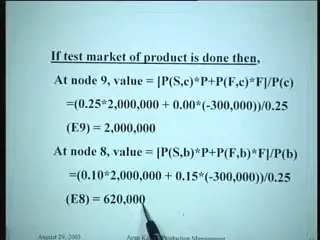 If test market of product is done then,
At node 9, value = [P(S,c)*P+P(F,c)*F]/P(c)
=(0.25*2,000,000 + 0.00*(-300,000))/0.25
(E9) = 2,000,000
At node 8, value = [P(S,b)*P+P(F,b)*F]/P(b)
=(0.10*2,000,000 + 0.15*(-300,000))/0.25
(E8) = 620,000
August 29, 2003 Production Management